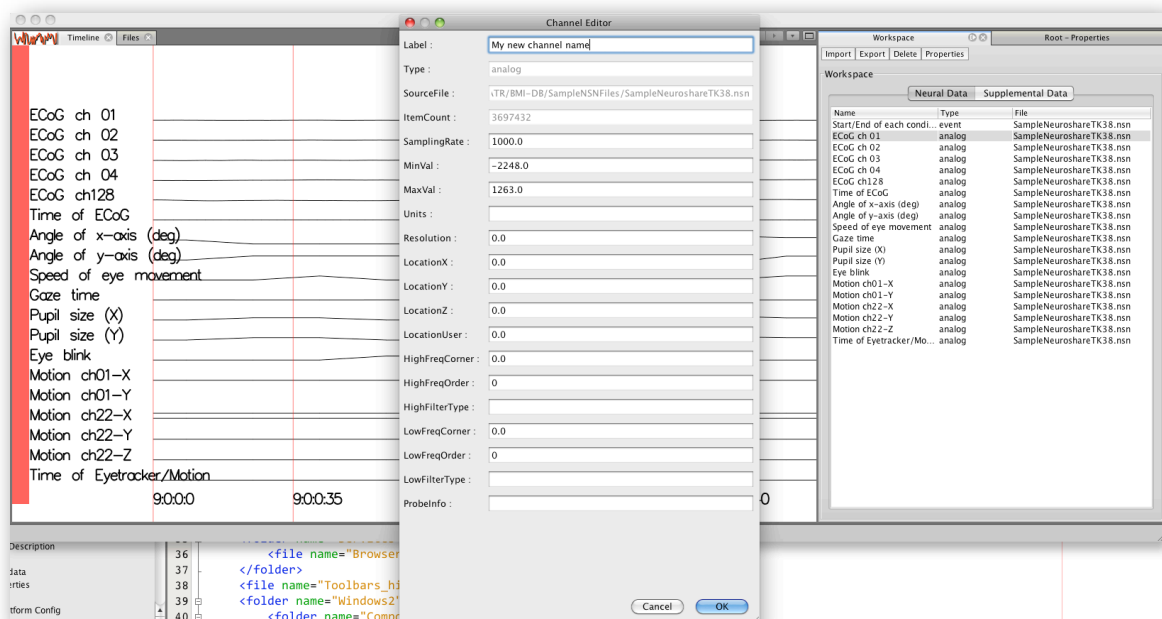 Channel Editor
Timeline
Files
Workspace
Root - Properties
Import Export Delete Properties
Workspace
Neural Data Supplemental Data
Name Type File
Start/End of each condi... event SampleNeuroshareTK38.nsn
ECoG ch 01 analog SampleNeuroshareTK38.nsn
ECoG ch 02 analog SampleNeuroshareTK38.nsn
ECoG ch 03 analog SampleNeuroshareTK38.nsn
ECoG ch 04 analog SampleNeuroshareTK38.nsn
ECoG ch128 analog SampleNeuroshareTK38.nsn
Time of ECoG analog SampleNeuroshareTK38.nsn
Angle of x-axis (deg) analog SampleNeuroshareTK38.nsn
Angle of y-axis (deg) analog SampleNeuroshareTK38.nsn
Speed of eye movement analog SampleNeuroshareTK38.nsn
Gaze time analog SampleNeuroshareTK38.nsn
Pupil size (X) analog SampleNeuroshareTK38.nsn
Pupil size (Y) analog SampleNeuroshareTK38.nsn
Eye blink analog SampleNeuroshareTK38.nsn
Motion ch01-X analog SampleNeuroshareTK38.nsn
Motion ch01-Y analog SampleNeuroshareTK38.nsn
Motion ch22-X analog SampleNeuroshareTK38.nsn
Motion ch22-Y analog SampleNeuroshareTK38.nsn
Motion ch22-Z analog SampleNeuroshareTK38.nsn
Time of Eyetracker/Mo... analog SampleNeuroshareTK38.nsn
ECoG ch 01
ECoG ch 02
ECoG ch 03
ECoG ch 04
ECoG ch128
Time of ECoG
Angle of x-axis (deg)
Angle of y-axis (deg)
Speed of eye movement
Gaze time
Pupil size (X)
Pupil size (Y)
Eye blink
Motion ch01-X
Motion ch01-Y
Motion ch22-X
Motion ch22-Y
Motion ch22-Z
Time of Eyetracker/Motion
9:0:0:0 9:0:0:35
Label : My new channel name
Type : analog
SourceFile : TR/BMI-DB/SampleNSNFiles/SampleNeuroshareTK38.nsn
ItemCount : 3697432
SamplingRate : 1000.0
MinVal : -2248.0
MaxVal : 1263.0
Units :
Resolution : 0.0
LocationX : 0.0
LocationY : 0.0
LocationZ : 0.0
LocationUser : 0.0
HighFreqCorner : 0.0
HighFreqOrder : 0
HighFilterType :
LowFreqCorner : 0.0
LowFreqOrder : 0
LowFilterType :
ProbeInfo :
Cancel OK
Description
36 <file name="Browser
37 </folder>
38 <file name="Toolbars_hi
39 <folder name="Windows2"
40 <folder name="Compo
tform Config